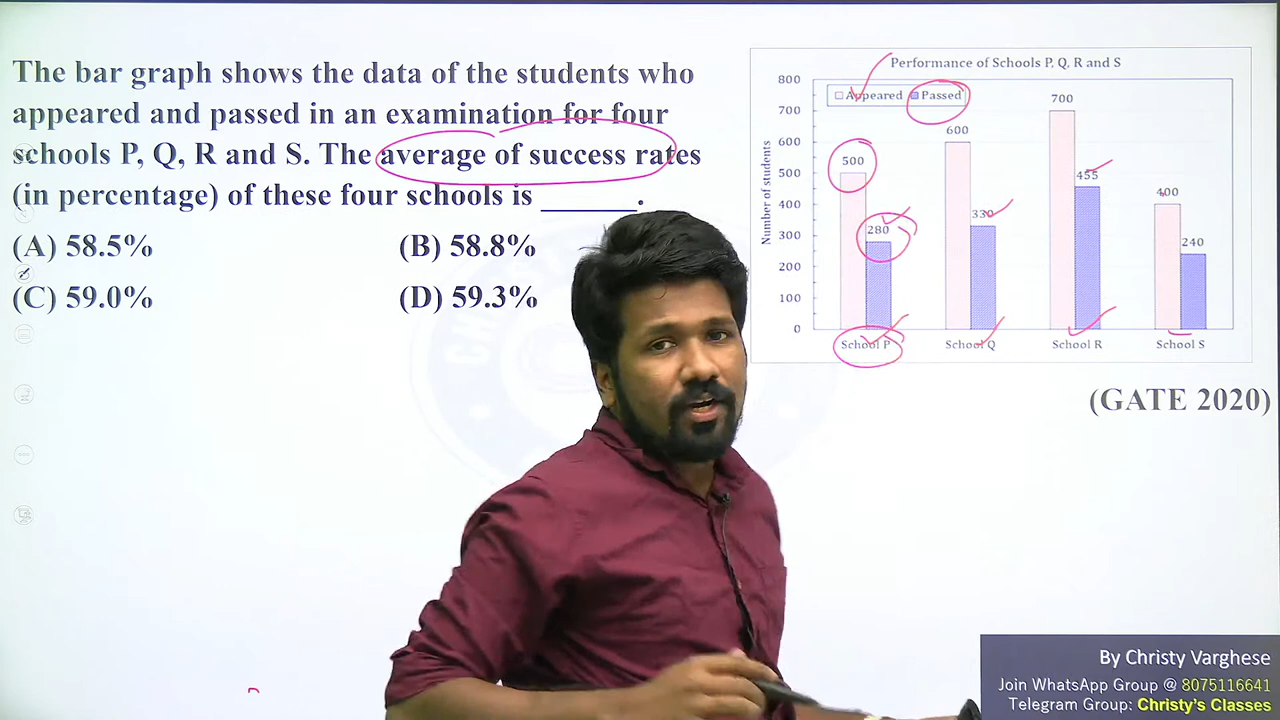 The bar graph shows the data of the students who
appeared and passed in an examination for four
schools P, Q, R and S. The average of success rates
(in percentage) of these four schools is ______.
(A) 58.5%
(B) 58.8%
(C) 59.0%
(D) 59.3%
Performance of Schools P, Q, R and S
Appeared Passed
Number of students
800
700
600
500
400
300
200
100
0
500
280
600
330
700
455
400
240
School P
School Q
School R
School S
(GATE 2020)
By Christy Varghese
Join WhatsApp Group @ 8075116641
Telegram Group: Christy's Classes